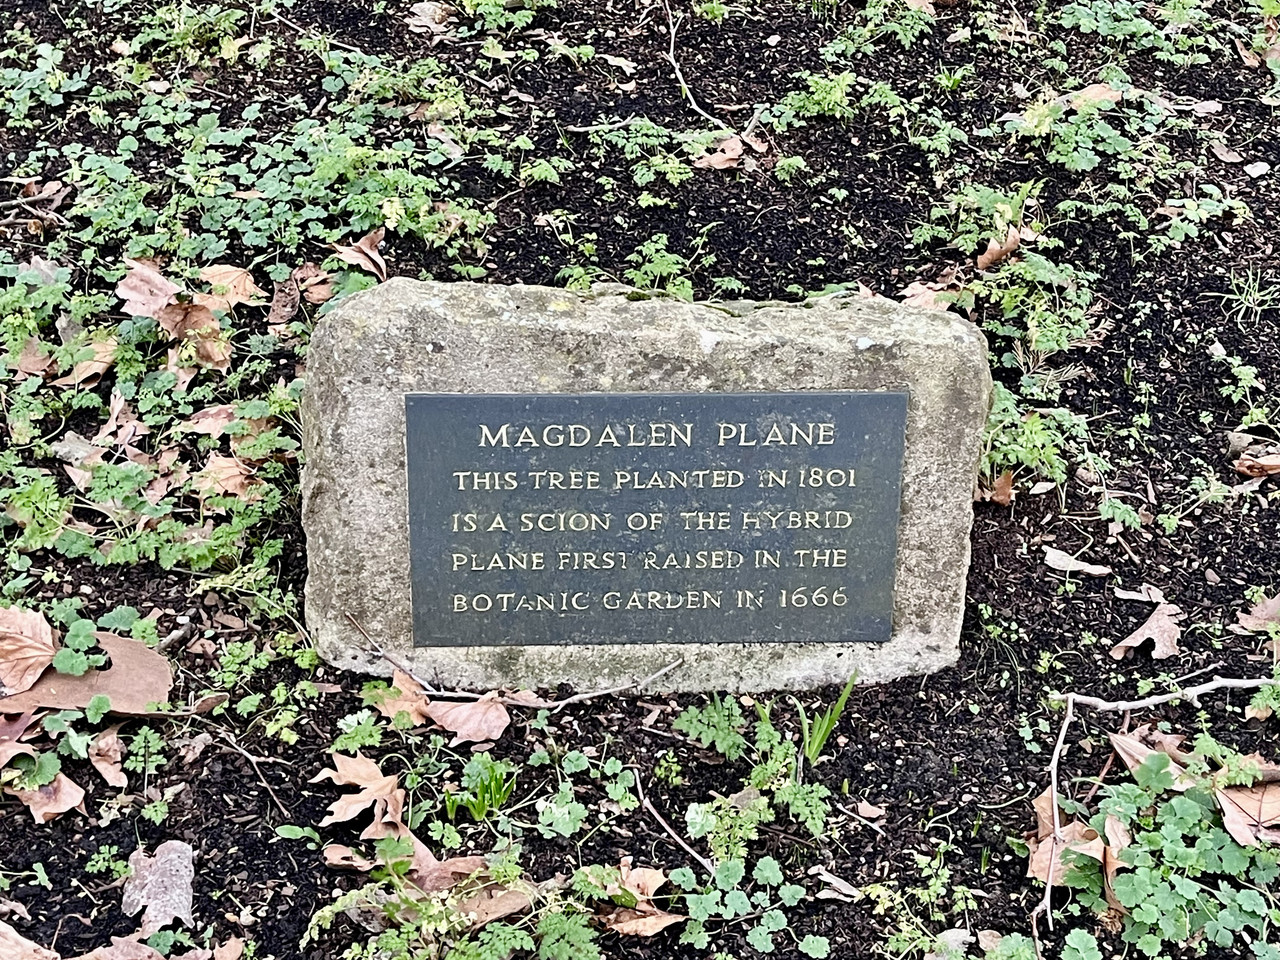 MAGDALEN PLANE
THIS TREE PLANTED IN 1801
IS A SCION OF THE HYBRID
PLANE FIRST RAISED IN THE
BOTANIC GARDEN IN 1666